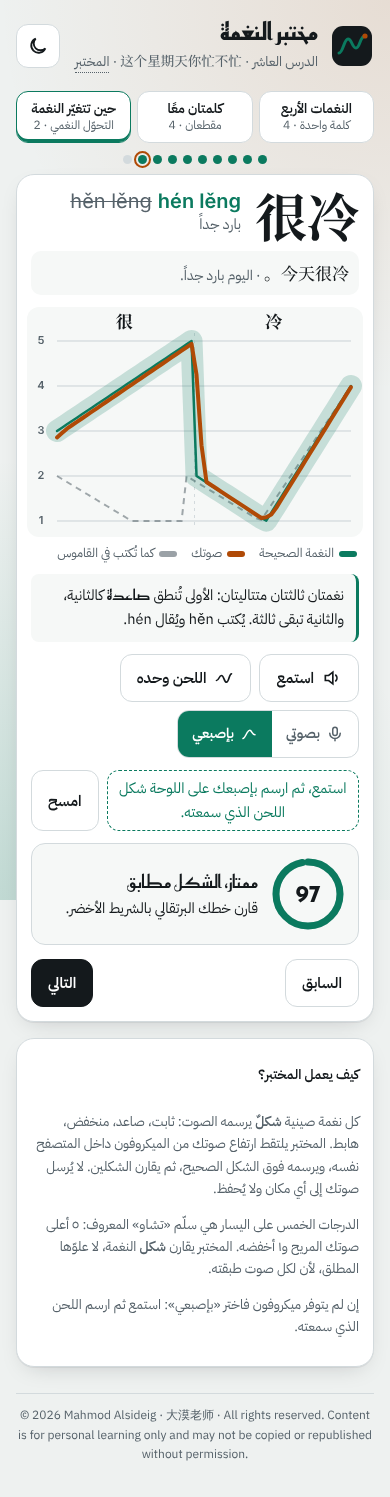 مختبر النغمة
الدرس العاشر · 这个星期天你忙不忙 · المختبر
النغمات الأربع
كلمة واحدة · 4
كلمتان معًا
مقطعان · 4
حين تتغيّر النغمة
التحوّل النغمي · 2
很冷
hěn lěng hén lěng
بارد جداً
今天很冷。 · اليوم بارد جداً.
很 冷
5
4
3
2
1
النغمة الصحيحة
صوتك
كما تُكتب في القاموس
نغمتان ثالثتان متتاليتان: الأولى تُنطق صاعدة كالثانية،
والثانية تبقى ثالثة. يُكتب hěn ويُقال hén.
استمع
اللحن وحده
بصوتي
بإصبعي
استمع، ثم ارسم بإصبعك على اللوحة شكل
اللحن الذي سمعته.
امسح
97
ممتاز، الشكل مطابق
قارن خطك البرتقالي بالشريط الأخضر.
السابق
التالي
كيف يعمل المختبر؟
كل نغمة صينية شكلٌ يرسمه الصوت: ثابت، صاعد، منخفض،
هابط. المختبر يلتقط ارتفاع صوتك من الميكروفون داخل المتصفح
نفسه، ويرسمه فوق الشكل الصحيح، ثم يقارن الشكلين. لا يُرسل
صوتك إلى أي مكان ولا يُحفظ.
الدرجات الخمس على اليسار هي سلّم «تشاو» المعروف: ٥ أعلى
صوتك المريح و١ أخفضه. المختبر يقارن شكل النغمة، لا علوّها
المطلق، لأن لكل صوت طبقته.
إن لم يتوفر ميكروفون فاختر «بإصبعي»: استمع ثم ارسم اللحن
الذي سمعته.
© 2026 Mahmod Alsideig · 大漠老师 · All rights reserved. Content
is for personal learning only and may not be copied or republished
without permission.